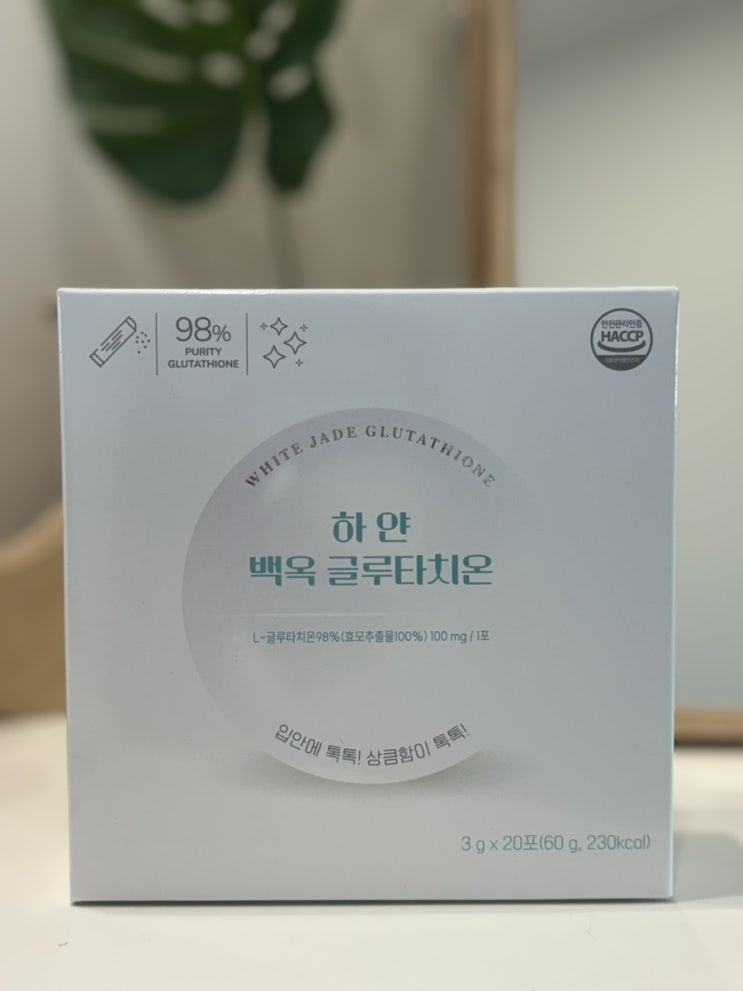 98%
PURITY
GLUTATHIONE
안전관리인증
HACCP
WHITE JADE GLUTATHIONE
하얀
백옥 글루타치온
L-글루타치온98%(효모추출물100%) 100 mg / 1포
입안에 톡톡! 상큼함이 톡톡!
3 g x 20포(60 g, 230kcal)